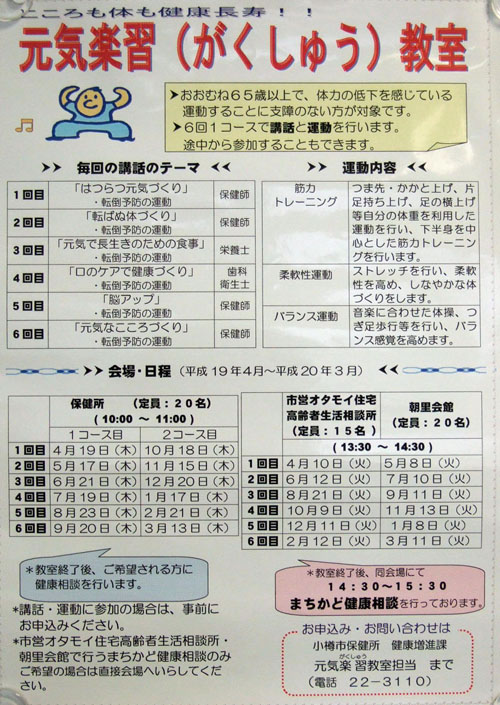 こころも体も健康長寿！！
元気楽習（がくしゅう）教室
➢おおむね６５歳以上で、体力の低下を感じている
運動することに支障のない方が対象です。
➢６回１コースで講話と運動を行います。
途中から参加することもできます。
➢➢ 毎回の講話のテーマ ≪≪
１回目 「はつらつ元気づくり」 ・転倒予防の運動 保健師
２回目 「転ばぬ体づくり」 ・転倒予防の運動 保健師
３回目 「元気で長生きのための食事」 ・転倒予防の運動 栄養士
４回目 「口のケアで健康づくり」 ・転倒予防の運動 歯科衛生士
５回目 「脳アップ」 ・転倒予防の運動 保健師
６回目 「元気なこころづくり」 ・転倒予防の運動 保健師
➢➢ 運動内容 ≪≪
筋力
トレーニング
つま先・かかと上げ、片
足持ち上げ、足の横上げ
等自分の体重を利用した
運動を行い、下半身を中
心とした筋力トレーニン
グを行います。
柔軟性運動
ストレッチを行い、柔軟
性を高め、しなやかな体
づくりをします。
バランス運動
音楽に合わせた体操、つ
ぎ足歩行等を行い、バラ
ンス感覚を高めます。
➢➢ 会場・日程（平成19年４月～平成20年３月） ≪≪
保健所 （定員：２０名）
（10:00 ～ 11:00）
１コース目 ２コース目
１回目 ４月19日（木） 10月18日（木）
２回目 ５月17日（木） 11月15日（木）
３回目 ６月21日（木） 12月20日（木）
４回目 ７月19日（木） １月17日（木）
５回目 ８月23日（木） ２月21日（木）
６回目 ９月20日（木） ３月13日（木）
市営オタモイ住宅
高齢者生活相談所
（定員：１５名）
朝里会館
（定員：２０名）
（13:30 ～ 14:30）
１回目 ４月10日（火） ５月８日（火）
２回目 ６月12日（火） ７月10日（火）
３回目 ８月21日（火） ９月11日（火）
４回目 10月９日（火） 11月13日（火）
５回目 12月11日（火） １月８日（火）
６回目 ２月12日（火） ３月11日（火）
*教室終了後、ご希望される方に
健康相談を行います。
*講話・運動に参加の場合は、事前に
お申込みください。
*市営オタモイ住宅高齢者生活相談所・
朝里会館で行うまちかど健康相談のみ
ご希望の場合は直接会場へいらしてくだ
さい。
*教室終了後、同会場にて
１４:３０～１５:３０
まちかど健康相談を行っております。
お申込み・お問い合わせは
小樽市保健所 健康増進課
がくしゅう
元気楽習教室担当 まで
（電話 22-3110）